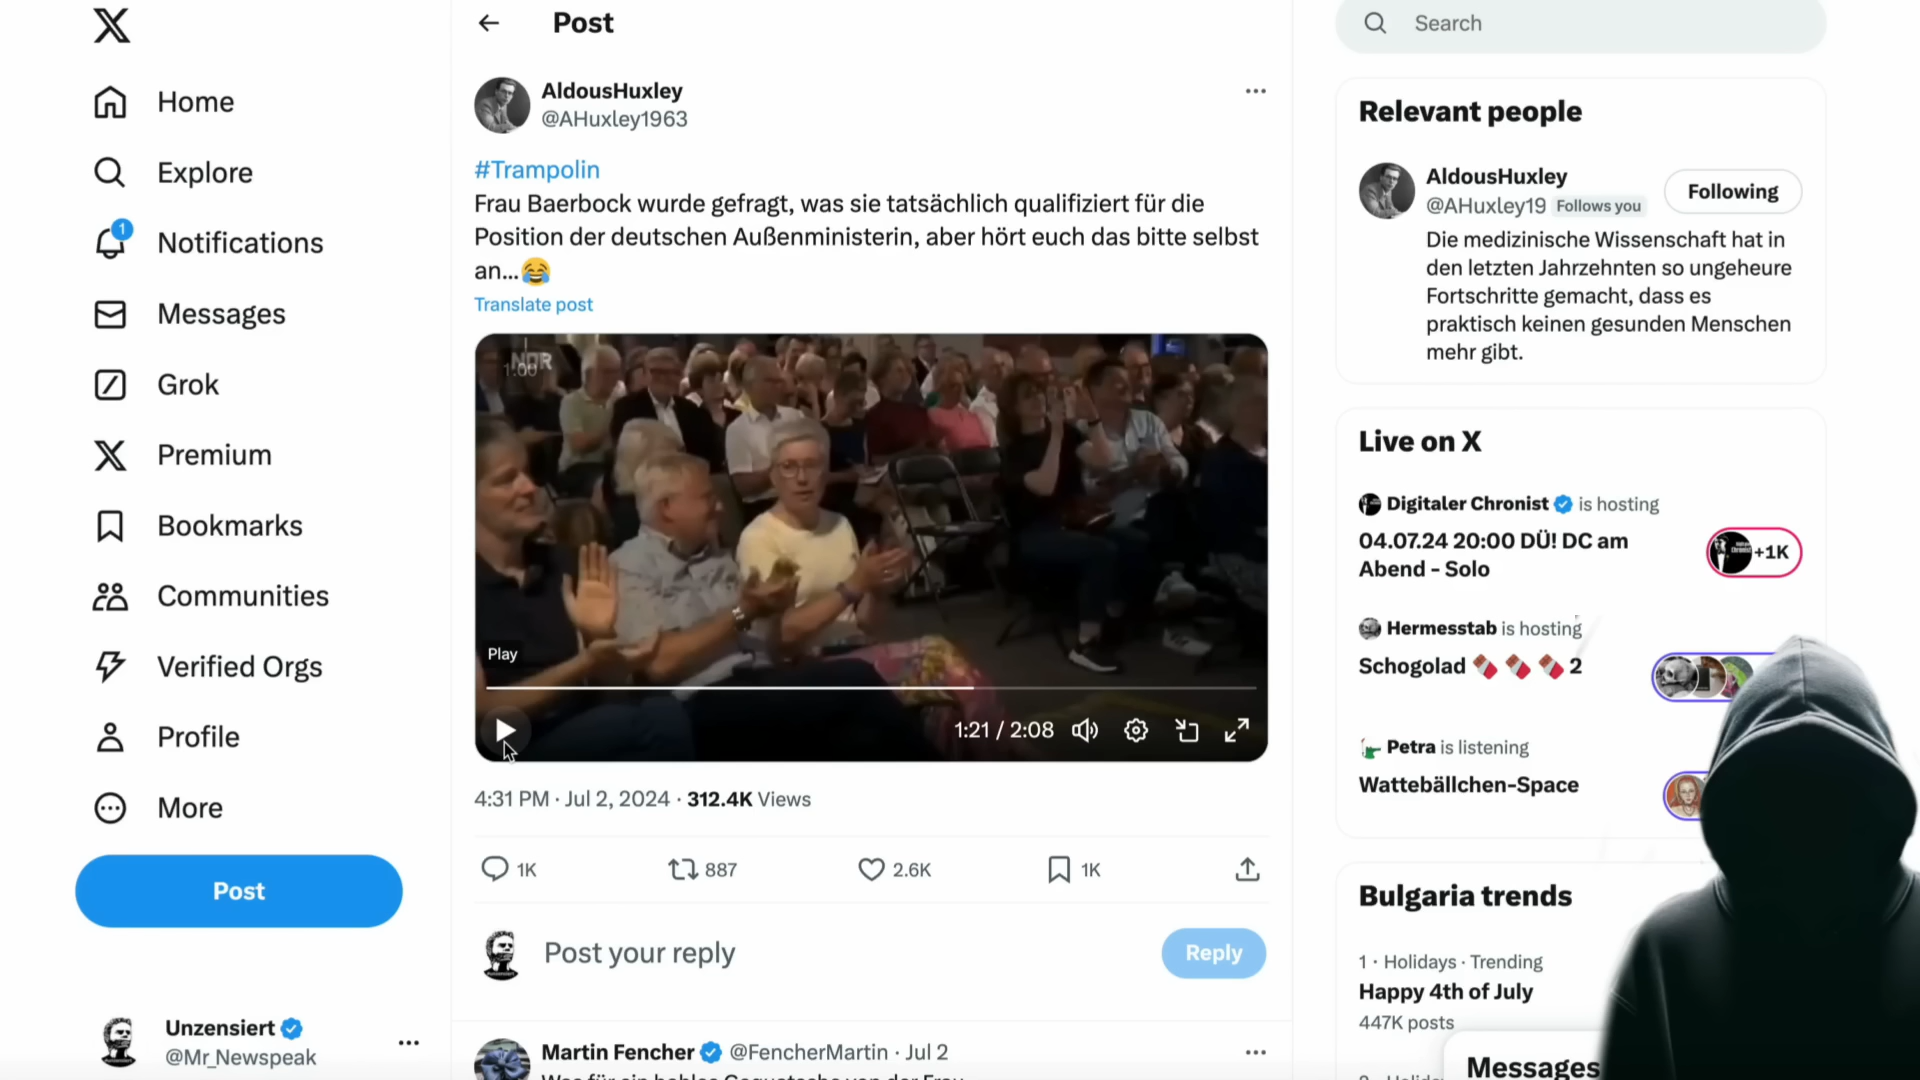 Home
Explore
1
Notifications
Messages
Grok
Premium
Bookmarks
Communities
Verified Orgs
Profile
More
Post
Unzensiert
@Mr_Newspeak
Post
AldousHuxley
@AHuxley1963
#Trampolin
Frau Baerbock wurde gefragt, was sie tatsächlich qualifiziert für die
Position der deutschen Außenministerin, aber hört euch das bitte selbst
an...😂
Translate post
NDR
1:00
Play
1:21 / 2:08
4:31 PM · Jul 2, 2024 · 312.4K Views
1K 887 2.6K 1K
Post your reply
Reply
Martin Fencher @FencherMartin · Jul 2
Search
Relevant people
AldousHuxley
@AHuxley19 Follows you
Following
Die medizinische Wissenschaft hat in
den letzten Jahrzehnten so ungeheure
Fortschritte gemacht, dass es
praktisch keinen gesunden Menschen
mehr gibt.
Live on X
Digitaler Chronist is hosting
04.07.24 20:00 DÜ! DC am
Abend - Solo
+1K
Hermesstab is hosting
Schogolad 🍫 🍫 🍫 2
Petra is listening
Wattebällchen-Space
Bulgaria trends
1 · Holidays · Trending
Happy 4th of July
447K posts
Messages